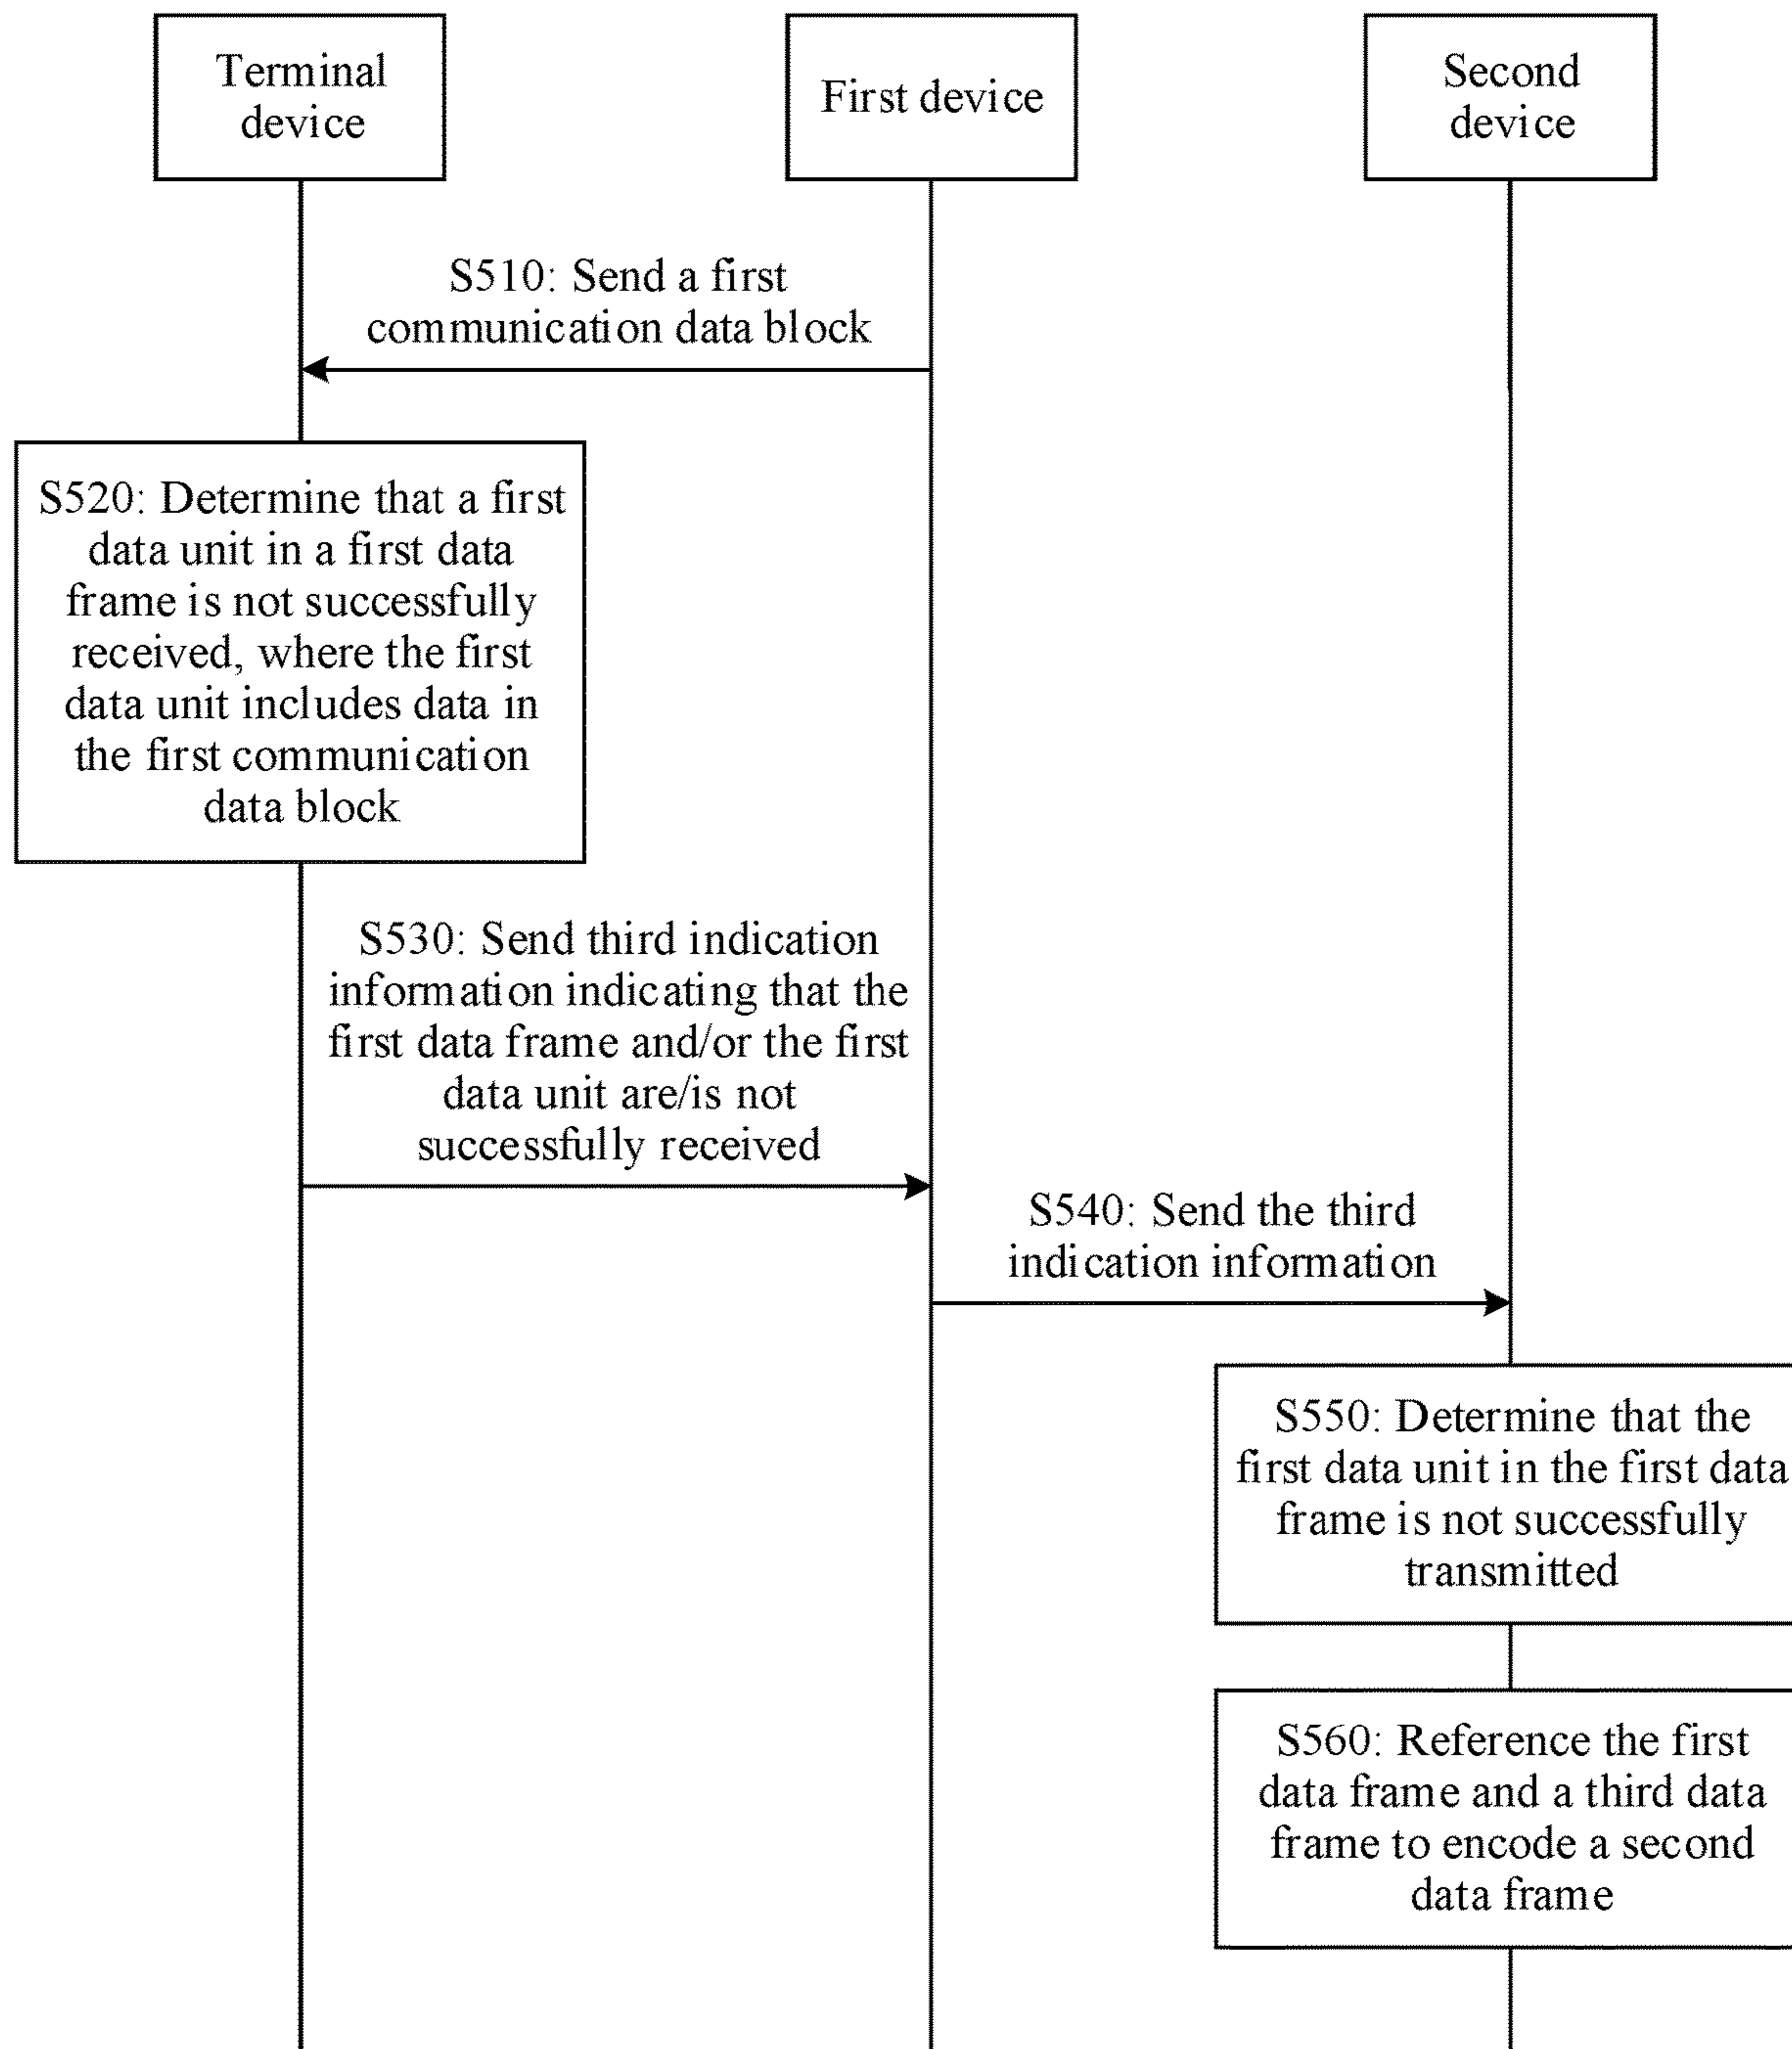 Terminal
device
First device
Second
device
S510: Send a first
communication data block
S520: Determine that a first
data unit in a first data
frame is not successfully
received, where the first
data unit includes data in
the first communication
data block
S530: Send third indication
information indicating that the
first data frame and/or the first
data unit are/is not
successfully received
S540: Send the third
indication information
S550: Determine that the
first data unit in the first data
frame is not successfully
transmitted
S560: Reference the first
data frame and a third data
frame to encode a second
data frame